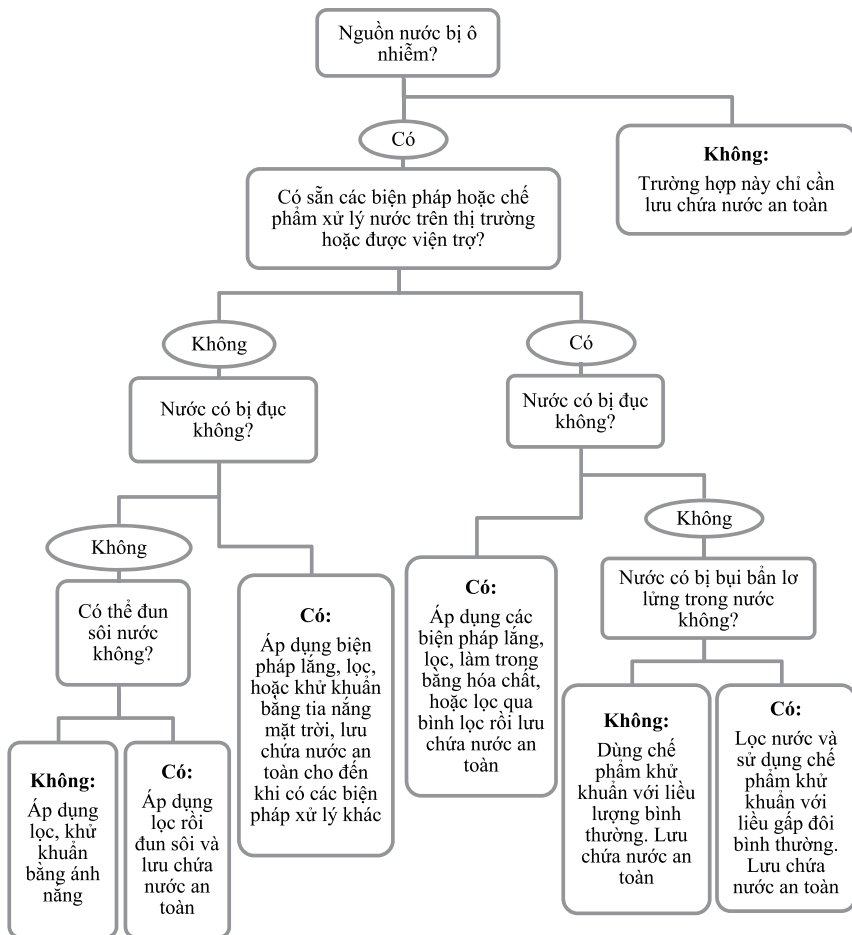 Nguồn nước bị ô
nhiễm?
Có
Không:
Trường hợp này chỉ cần
lưu chứa nước an toàn
Có sẵn các biện pháp hoặc chế
phẩm xử lý nước trên thị trường
hoặc được viện trợ?
Không
Có
Nước có bị đục
không?
Nước có bị đục
không?
Không
Không
Có thể đun
sôi nước
không?
Có:
Áp dụng biện
pháp lắng, lọc,
hoặc khử khuẩn
bằng tia nắng
mặt trời, lưu
chứa nước an
toàn cho đến
khi có các biện
pháp xử lý khác
Có:
Áp dụng các
biện pháp lắng,
lọc, làm trong
bằng hóa chất,
hoặc lọc qua
bình lọc rồi lưu
chứa nước an
toàn
Nước có bị bụi bẩn lơ
lửng trong nước
không?
Không:
Áp dụng
lọc, khử
khuẩn
bằng ánh
nắng
Có:
Áp dụng
lọc rồi
đun sôi và
lưu chứa
nước an
toàn
Không:
Dùng chế
phẩm khử
khuẩn với liều
lượng bình
thường. Lưu
chứa nước an
toàn
Có:
Lọc nước và
sử dụng chế
phẩm khử
khuẩn với
liều gấp đôi
bình thường.
Lưu chứa
nước an toàn